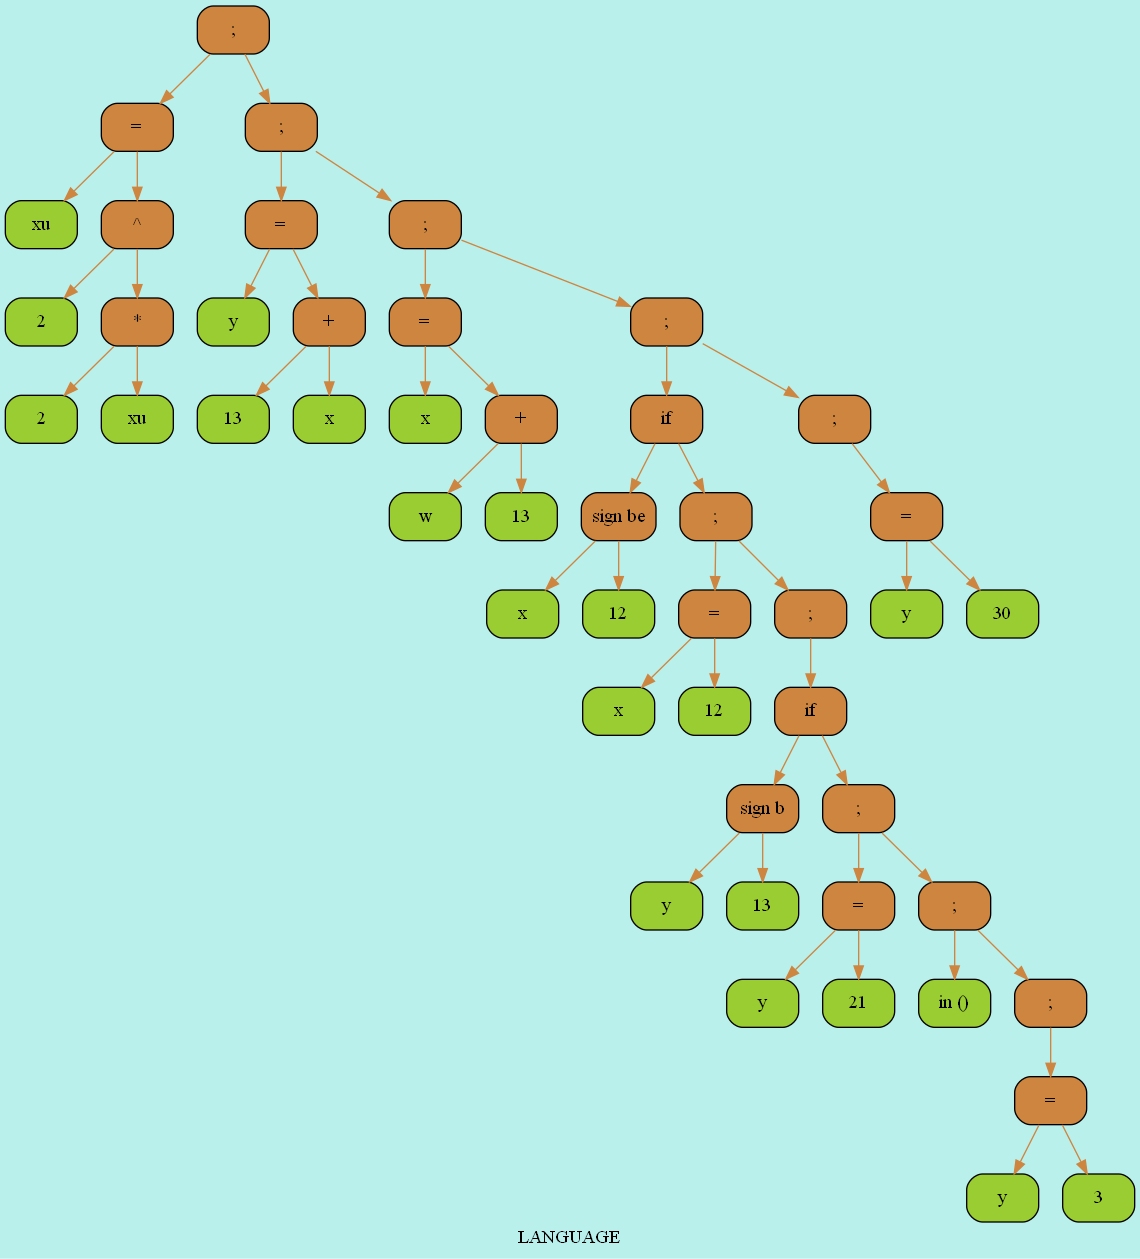 ;
= ;
xu ^ = ;
2 * y + = ;
2 xu 13 x x + if ;
w 13 sign be ; =
x 12 = ; y 30
x 12 if
sign b ;
y 13 = ;
y 21 in () ;
=
y 3
LANGUAGE